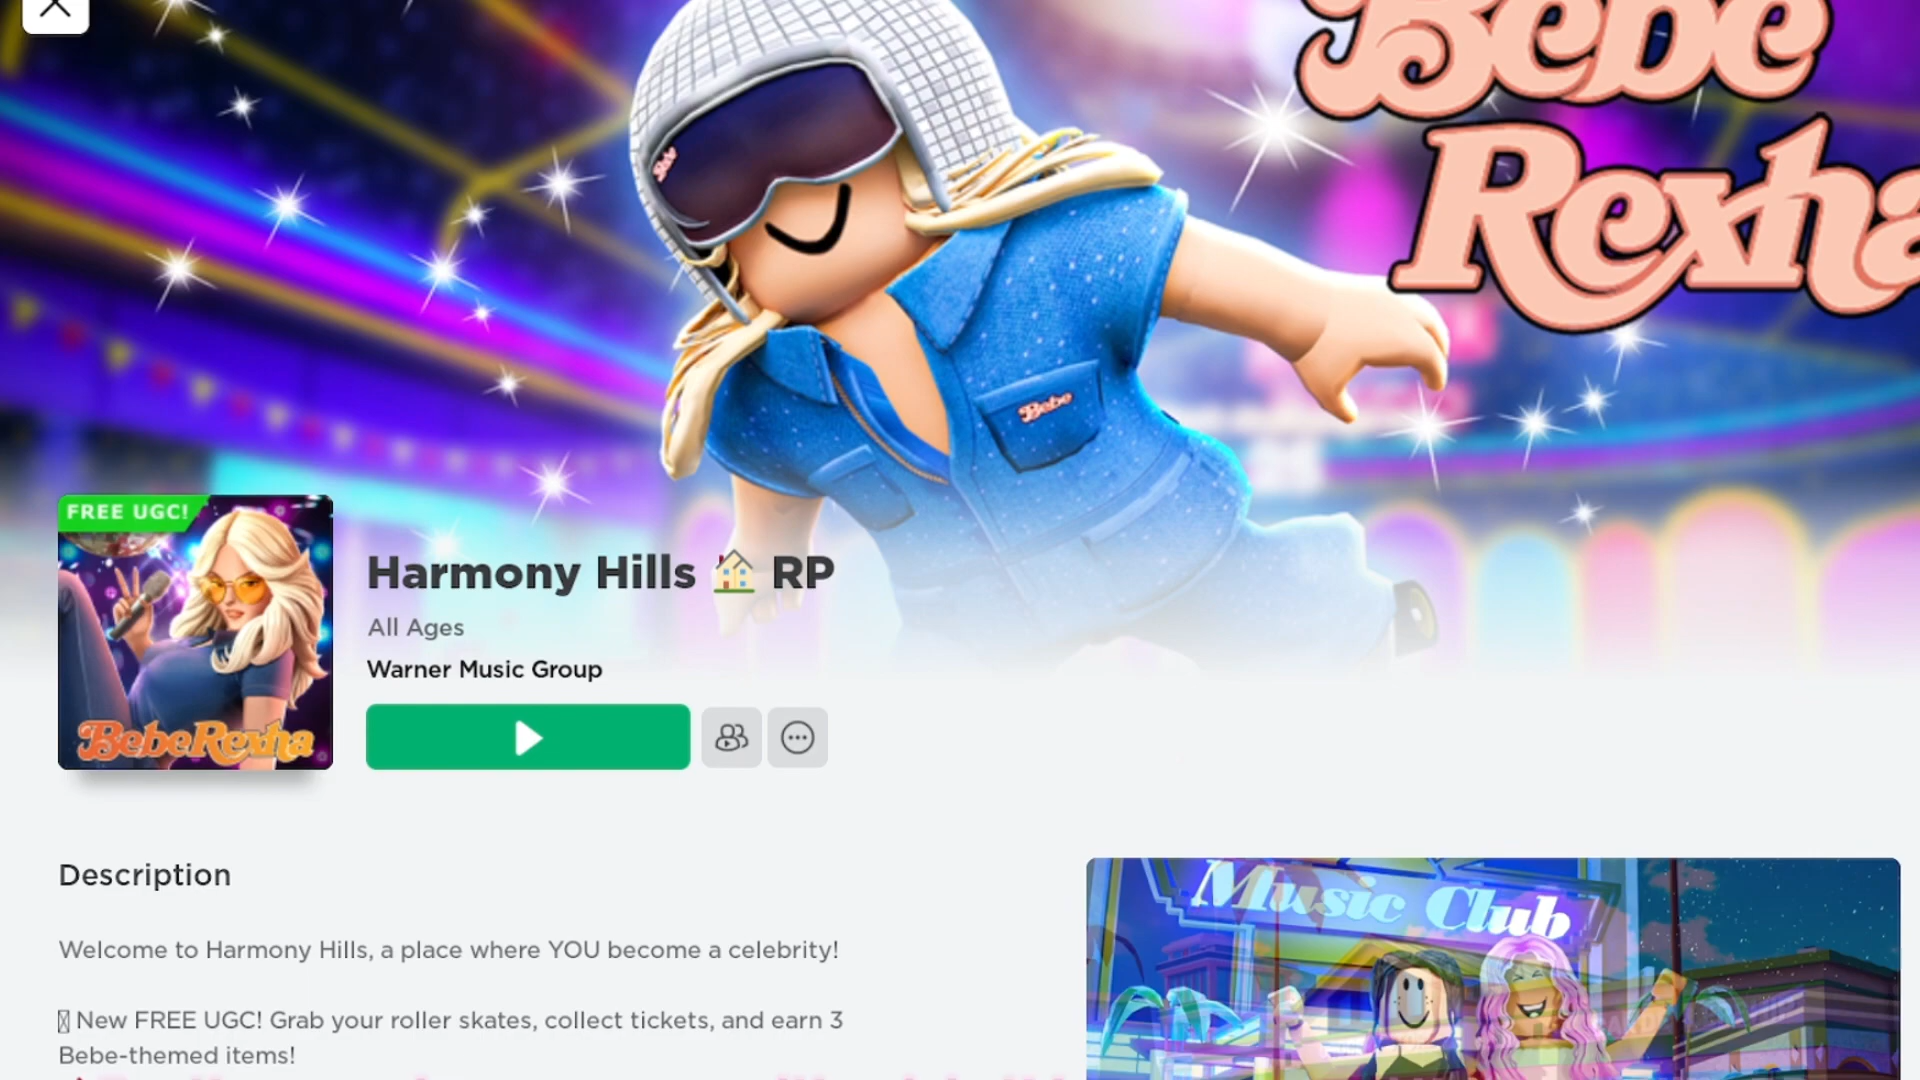 Bebe
Rexha
Bebe
Bebe
FREE UGC!
BebeRexha
Harmony Hills 🏠 RP
All Ages
Warner Music Group
Description
Welcome to Harmony Hills, a place where YOU become a celebrity!
New FREE UGC! Grab your roller skates, collect tickets, and earn 3
Bebe-themed items!
Music Club